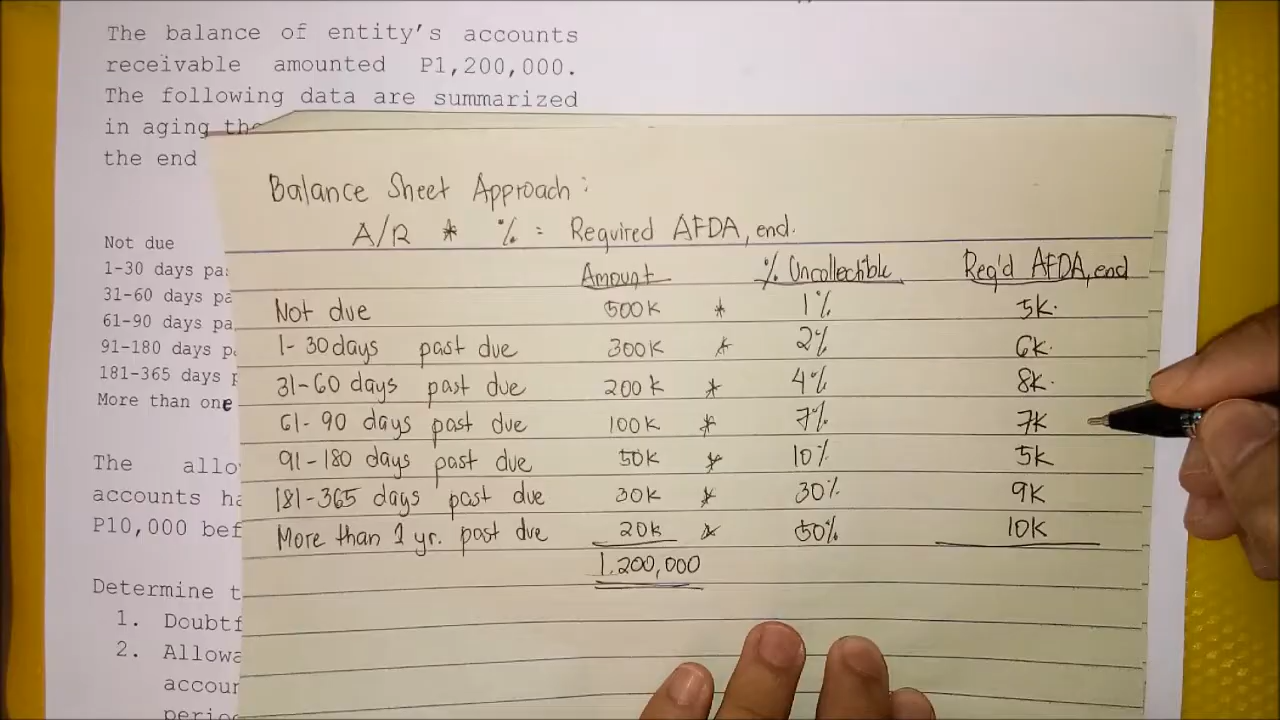 The balance of entity's accounts
receivable amounted P1,200,000.
The following data are summarized
in aging the
the end
Not due
1-30 days pa
31-60 days pa
61-90 days pa
91-180 days p
181-365 days p
More than one
The allo
accounts ha
P10,000 bef
Determine t
1. Doubtf
2. Allowa
accour
period
Balance Sheet Approach:
A/R * % = Required AFDA, end.
Amount % Uncollectible Req'd AFDA, end
Not due 500K * 1% 5K.
1-30 days past due 300K * 2% 6K.
31-60 days past due 200K * 4% 8K.
61-90 days past due 100K * 7% 7K
91-180 days past due 50K * 10% 5K
181-365 days past due 30K * 30% 9K
More than 1 yr. past due 20K * 50% 10K
1,200,000